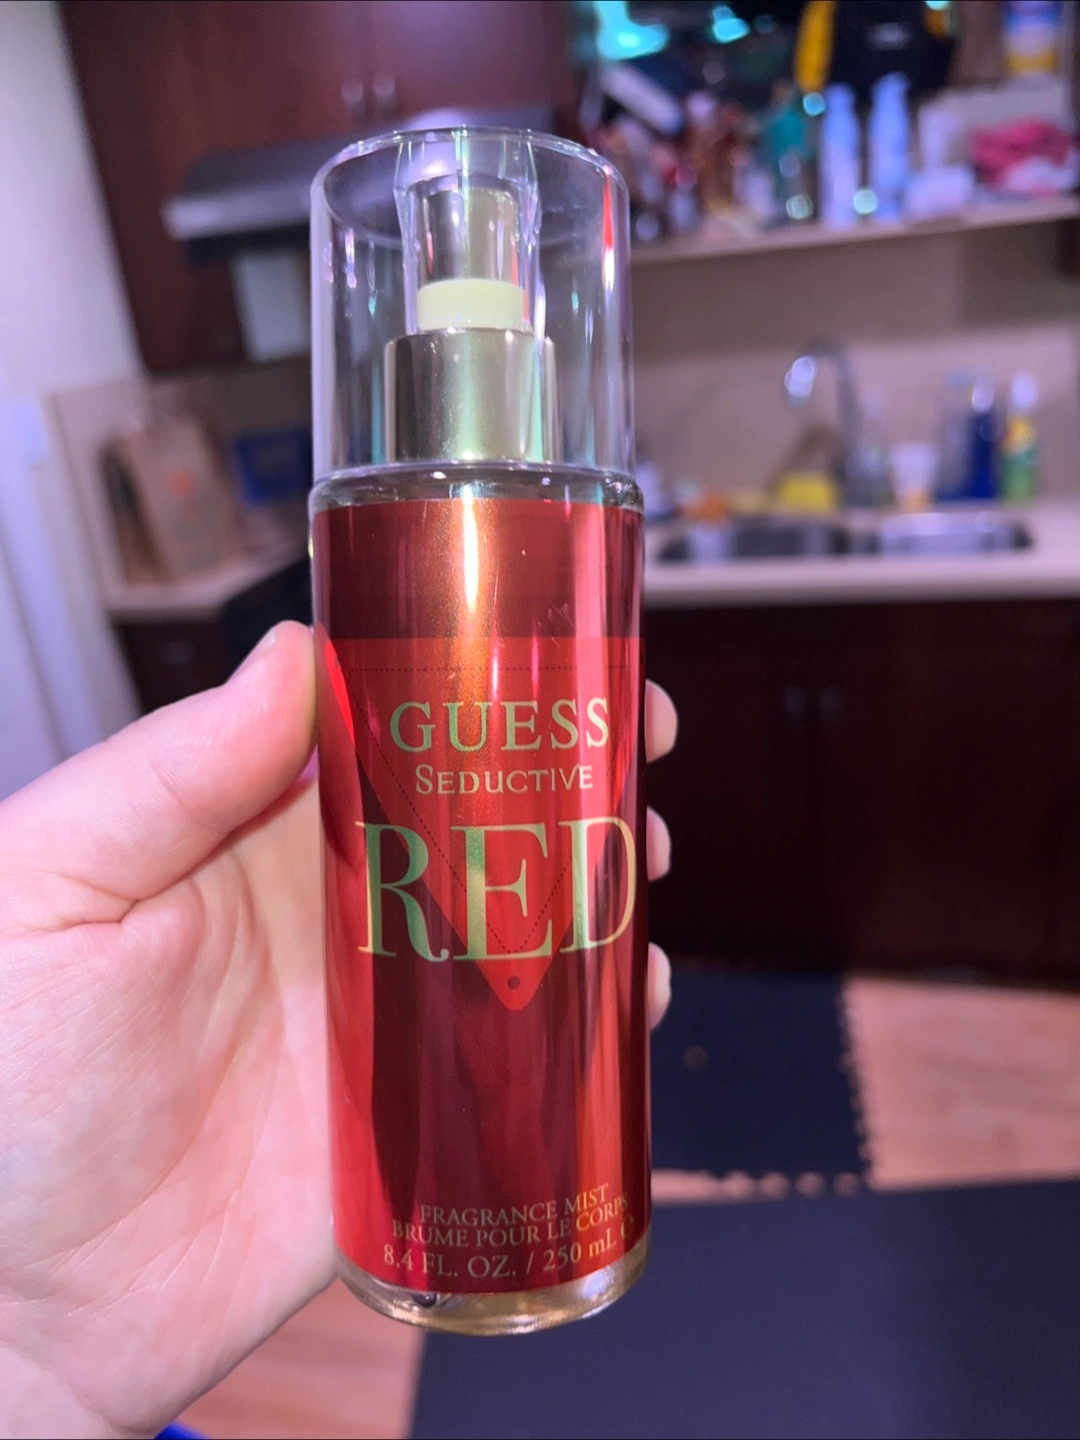 GUESS
SEDUCTIVE
RED
FRAGRANCE MIST
BRUME POUR LE CORPS
8.4 FL. OZ. / 250 mL ℮